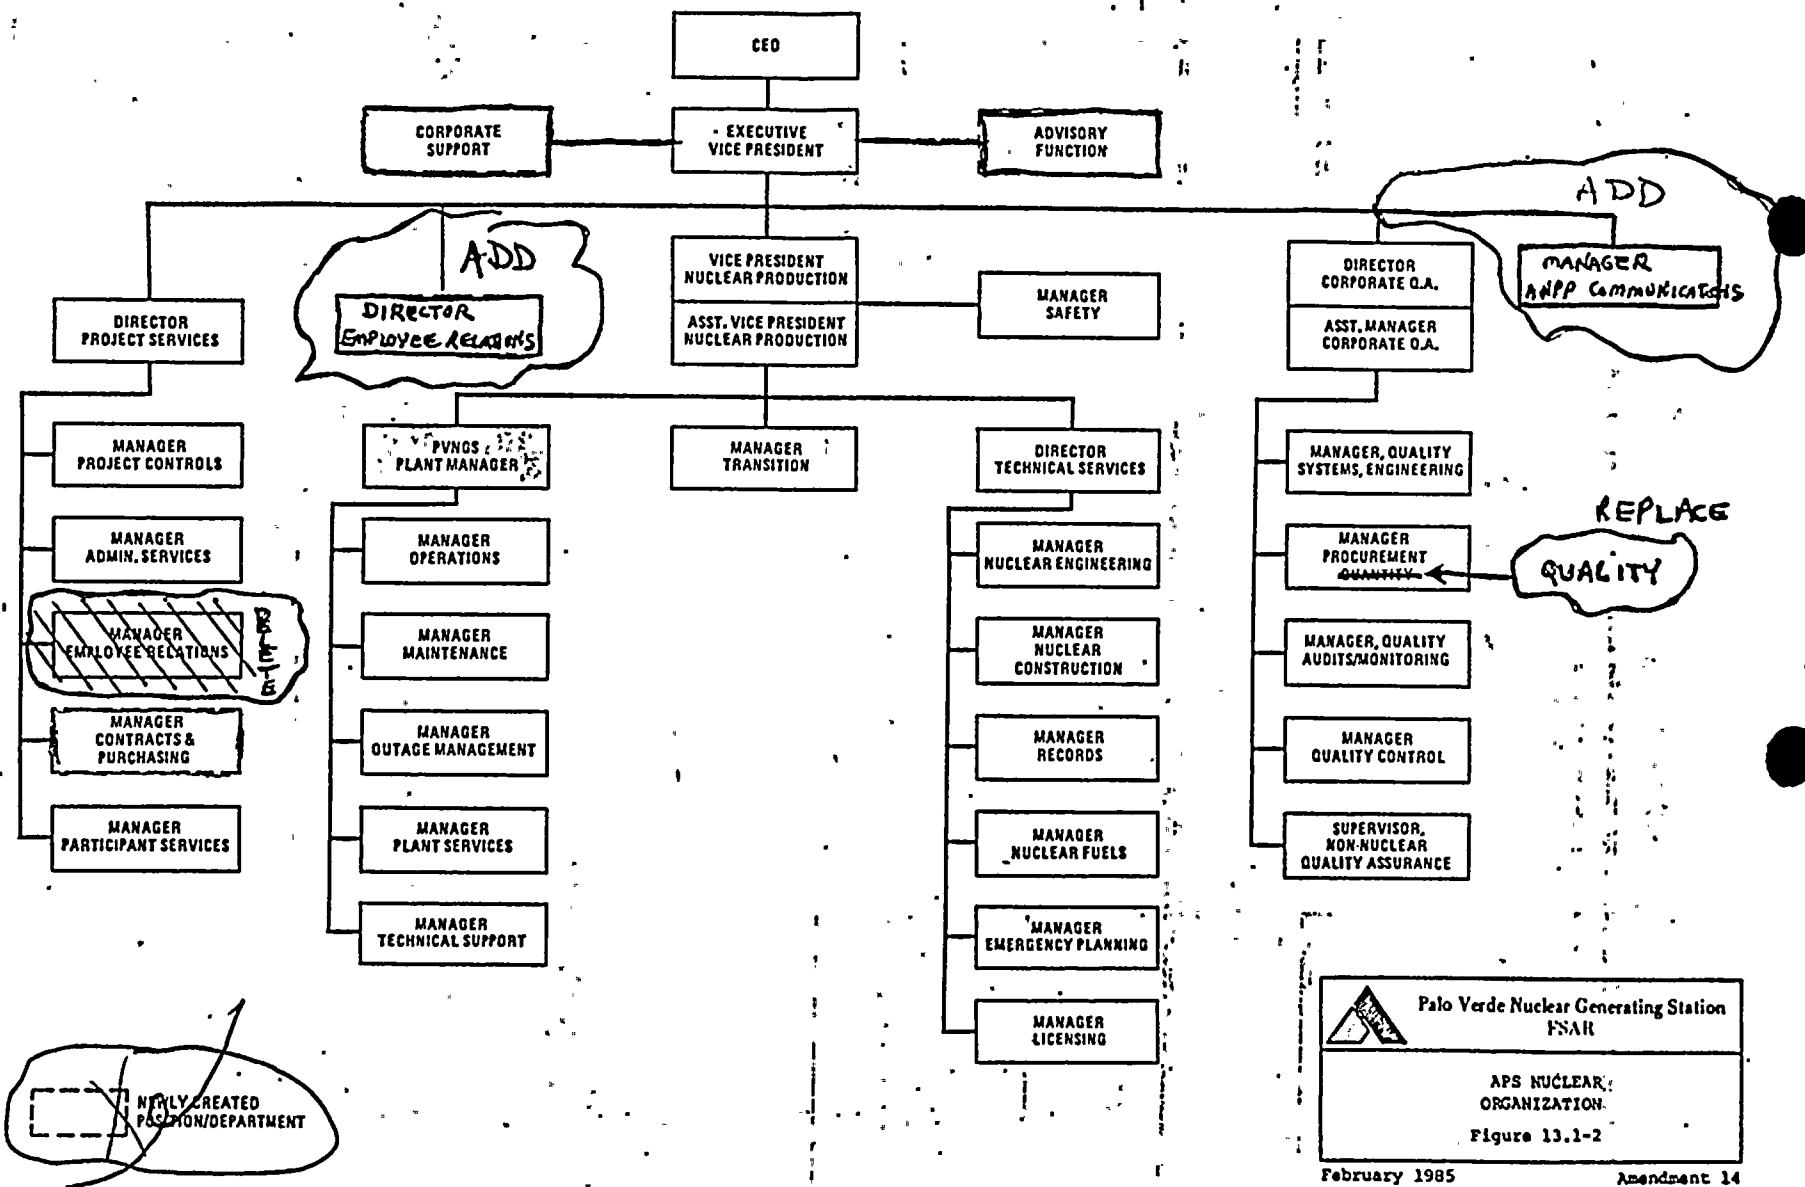 CEO
CORPORATE
SUPPORT
EXECUTIVE
VICE PRESIDENT
ADVISORY
FUNCTION
ADD
ADD
DIRECTOR
EMPLOYEE RELATIONS
VICE PRESIDENT
NUCLEAR PRODUCTION
ASST. VICE PRESIDENT
NUCLEAR PRODUCTION
MANAGER
SAFETY
DIRECTOR
CORPORATE Q.A.
ASST. MANAGER
CORPORATE Q.A.
MANAGER
ANPP COMMUNICATIONS
DIRECTOR
PROJECT SERVICES
MANAGER
PROJECT CONTROLS
MANAGER
ADMIN. SERVICES
MANAGER
EMPLOYEE RELATIONS
MANAGER
CONTRACTS &
PURCHASING
MANAGER
PARTICIPANT SERVICES
PVNGS
PLANT MANAGER
MANAGER
OPERATIONS
MANAGER
MAINTENANCE
MANAGER
OUTAGE MANAGEMENT
MANAGER
PLANT SERVICES
MANAGER
TECHNICAL SUPPORT
MANAGER
TRANSITION
DIRECTOR
TECHNICAL SERVICES
MANAGER
NUCLEAR ENGINEERING
MANAGER
NUCLEAR
CONSTRUCTION
MANAGER
RECORDS
MANAGER
NUCLEAR FUELS
MANAGER
EMERGENCY PLANNING
MANAGER
LICENSING
MANAGER, QUALITY
SYSTEMS, ENGINEERING
MANAGER
PROCUREMENT
QUANTITY
REPLACE
QUALITY
MANAGER, QUALITY
AUDITS/MONITORING
MANAGER
QUALITY CONTROL
SUPERVISOR,
NON-NUCLEAR
QUALITY ASSURANCE
NEWLY CREATED
POSITION/DEPARTMENT
Palo Verde Nuclear Generating Station
FSAR
APS NUCLEAR
ORGANIZATION
Figure 13.1-2
February 1985
Amendment 14